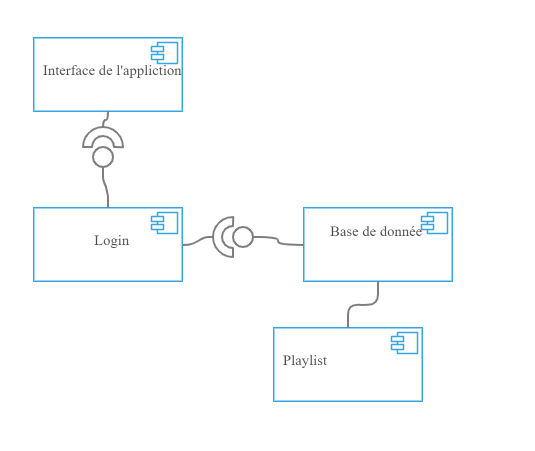 Interface de l'appliction
Login
Base de donnée
Playlist